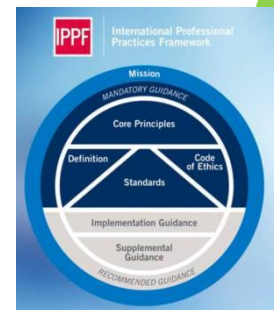 IPPF
International Professional
Practices Framework
Mission
MANDATORY GUIDANCE
Core Principles
Definition
Code
of Ethics
Standards
Implementation Guidance
Supplemental
Guidance
RECOMMENDED GUIDANCE